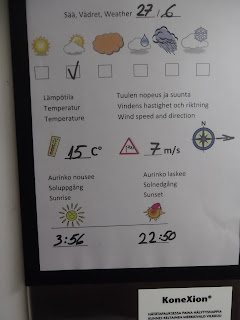 Sää, Vädret, Weather 27 / 6
Lämpötila
Temperatur
Temperature
Tuulen nopeus ja suunta
Vindens hastighet och riktning
Wind speed and direction
N
15 C° 7 m/s
Aurinko nousee
Soluppgång
Sunrise
Aurinko laskee
Solnedgång
Sunset
3:56 22:50
KoneXion®